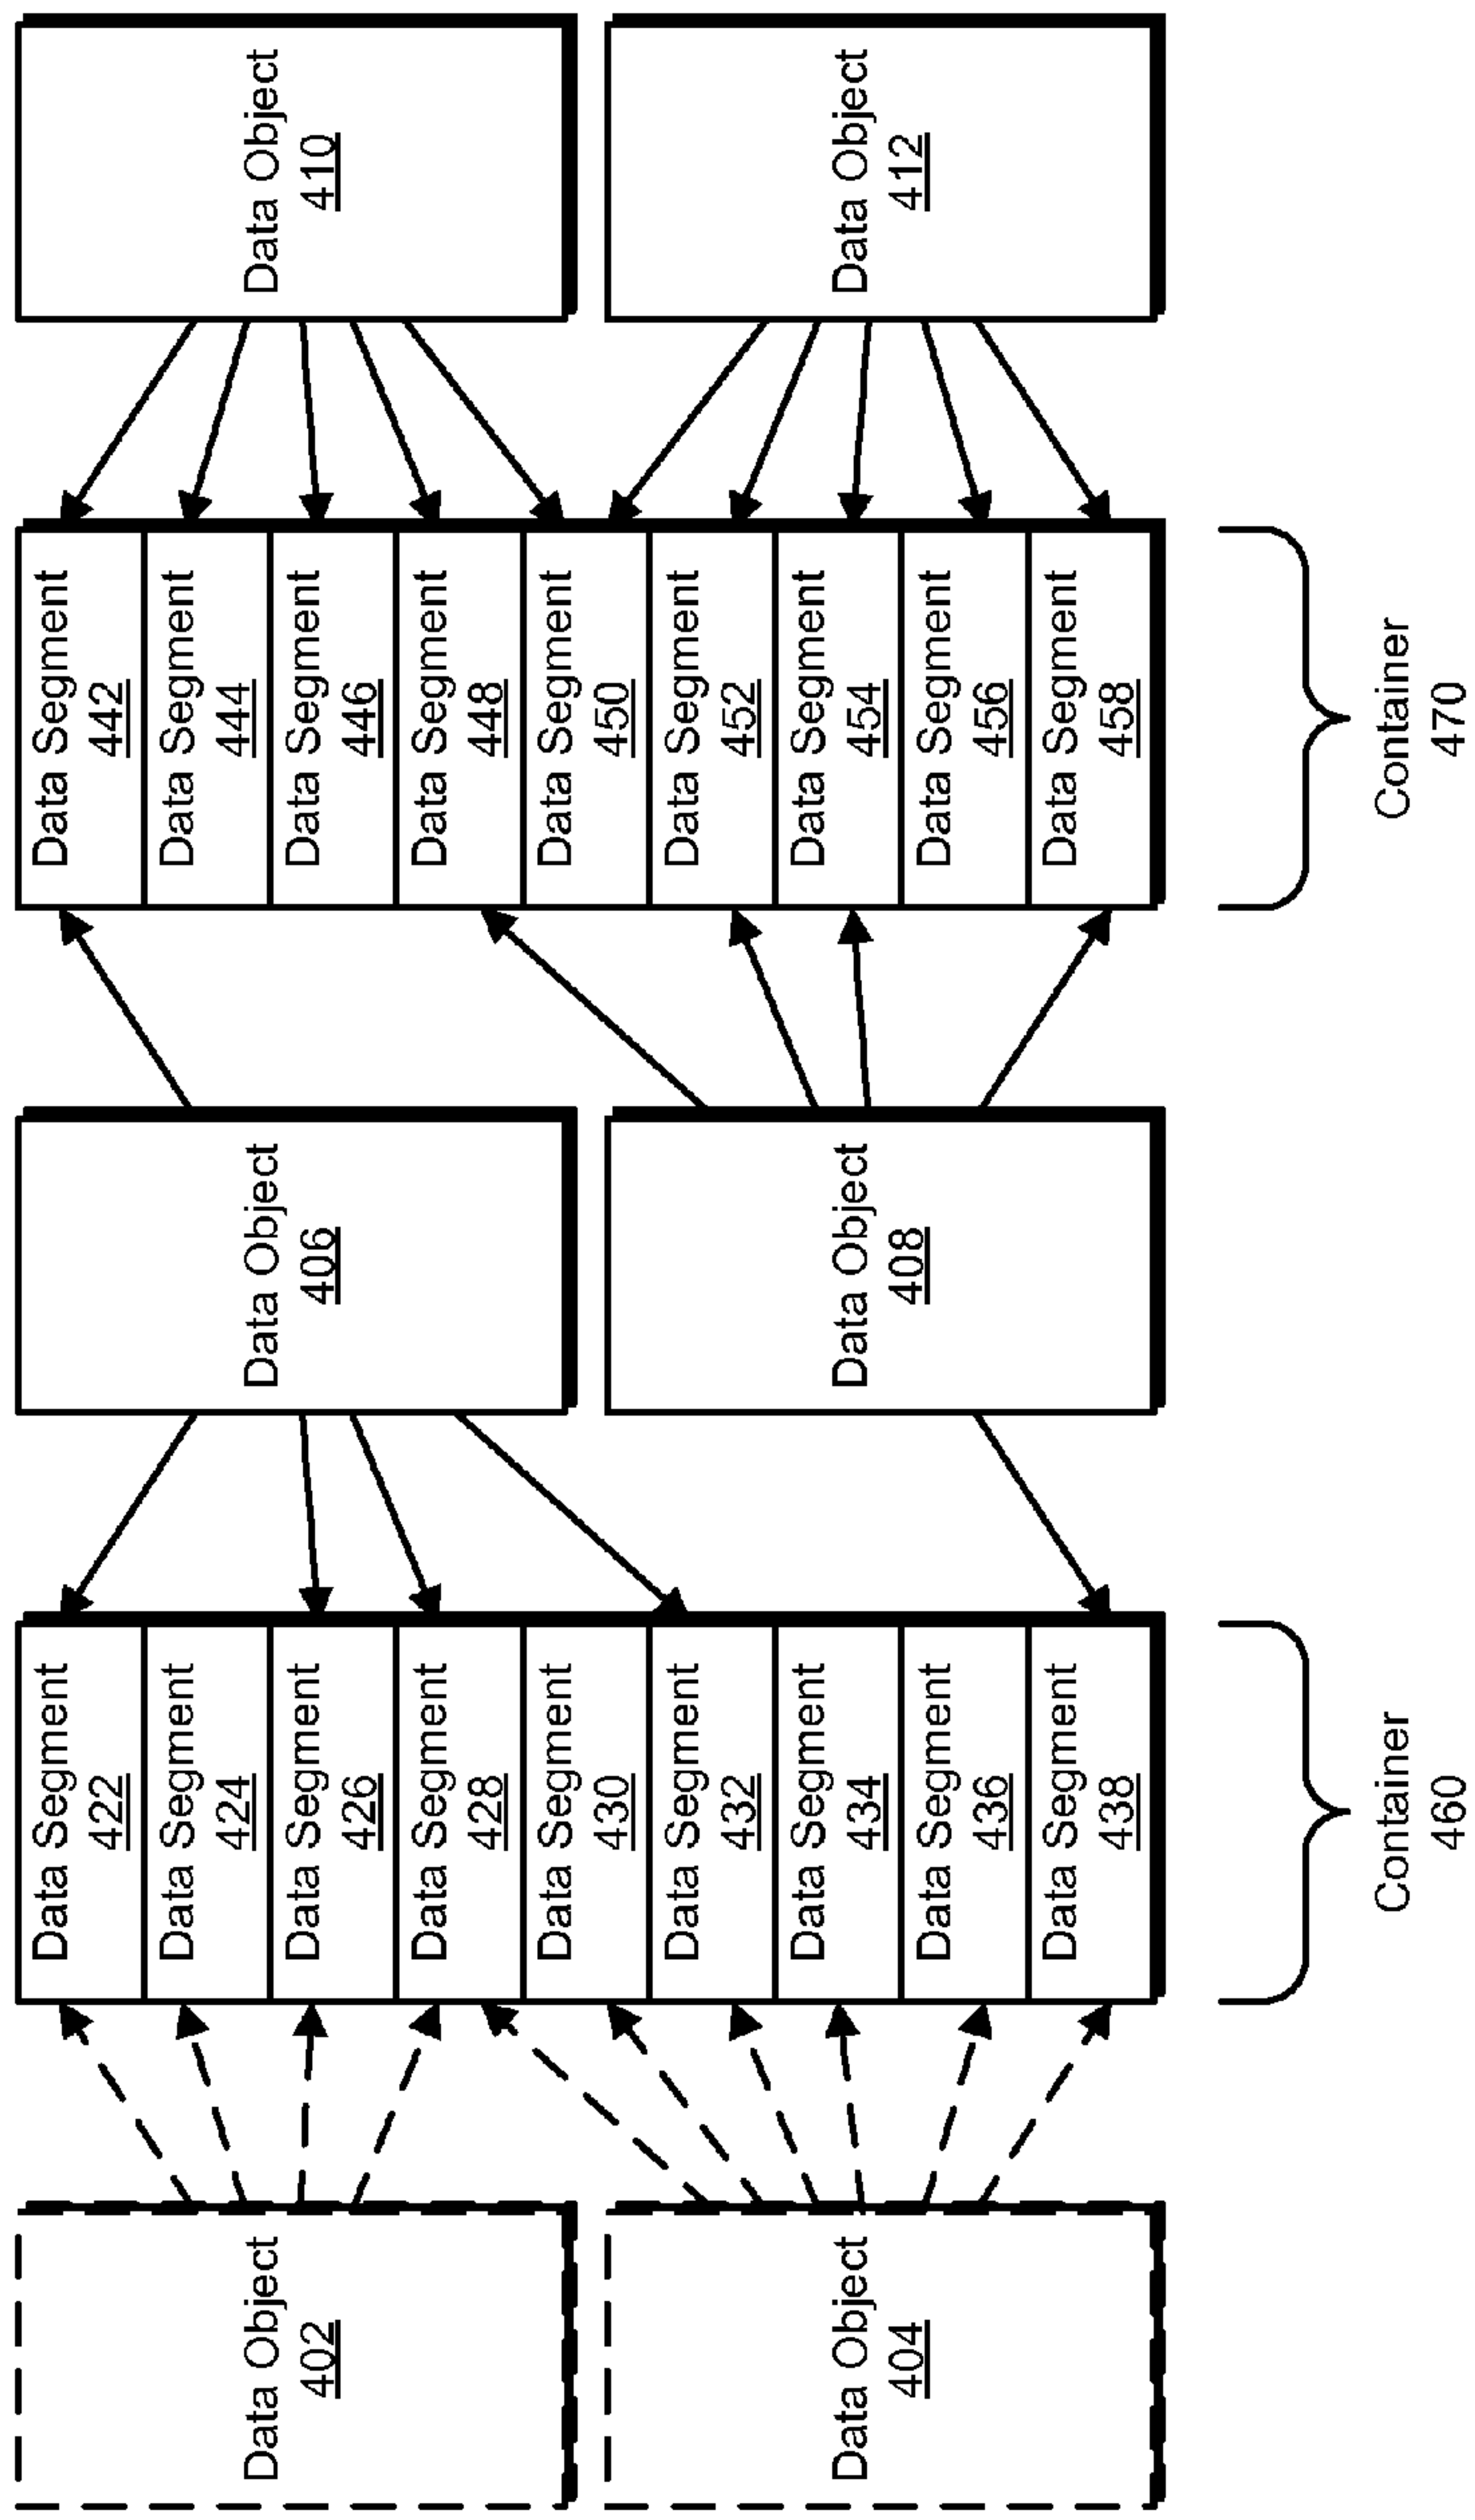 Data Object
402
Data Object
404
Data Segment
422
Data Segment
424
Data Segment
426
Data Segment
428
Data Segment
430
Data Segment
432
Data Segment
434
Data Segment
436
Data Segment
438
Container
460
Data Object
406
Data Object
408
Data Segment
442
Data Segment
444
Data Segment
446
Data Segment
448
Data Segment
450
Data Segment
452
Data Segment
454
Data Segment
456
Data Segment
458
Container
470
Data Object
410
Data Object
412